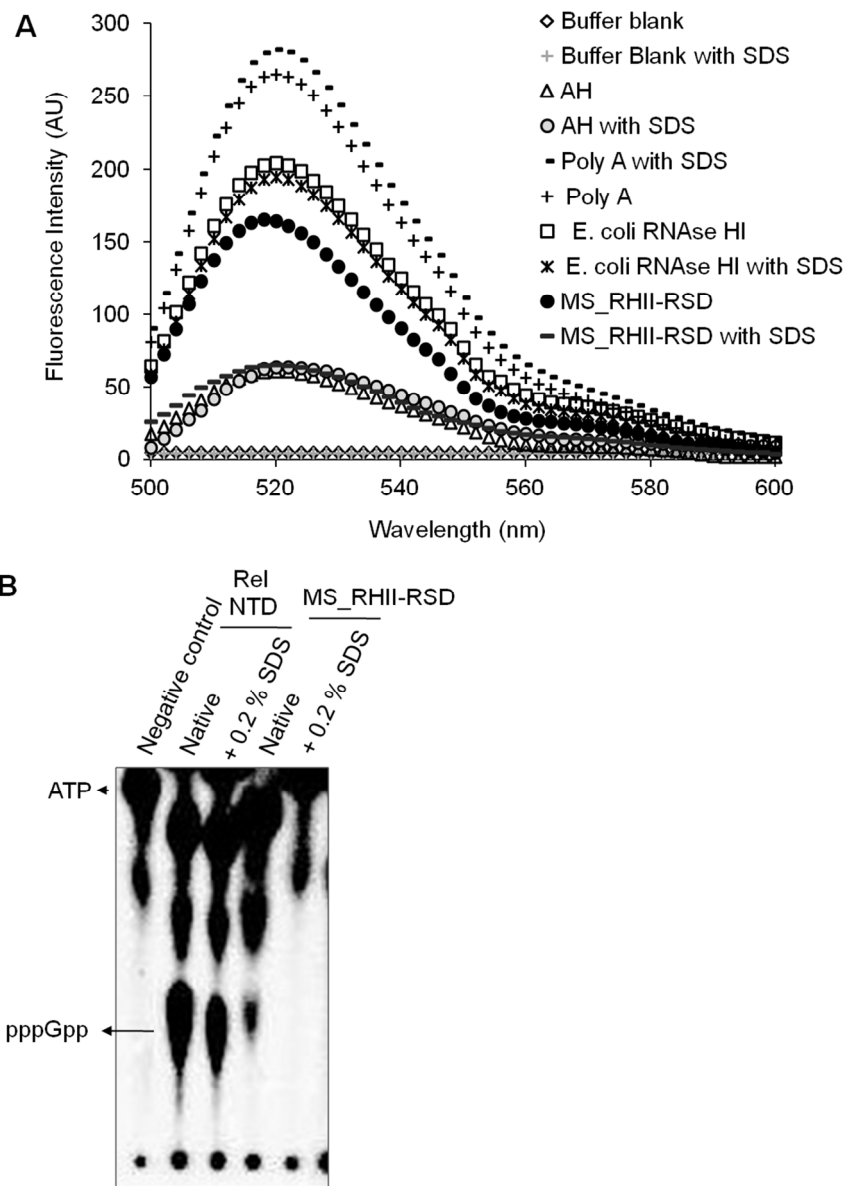 A
300
250
200
150
100
50
0
Fluorescence Intensity (AU)
500
520
540
560
580
600
Wavelength (nm)
Buffer blank
Buffer Blank with SDS
AH
AH with SDS
Poly A with SDS
Poly A
E. coli RNAse HI
E. coli RNAse HI with SDS
MS_RHII-RSD
MS_RHII-RSD with SDS
B
Rel
NTD
MS_RHII-RSD
Negative control
Native
+ 0.2 % SDS
Native
+ 0.2 % SDS
ATP
pppGpp